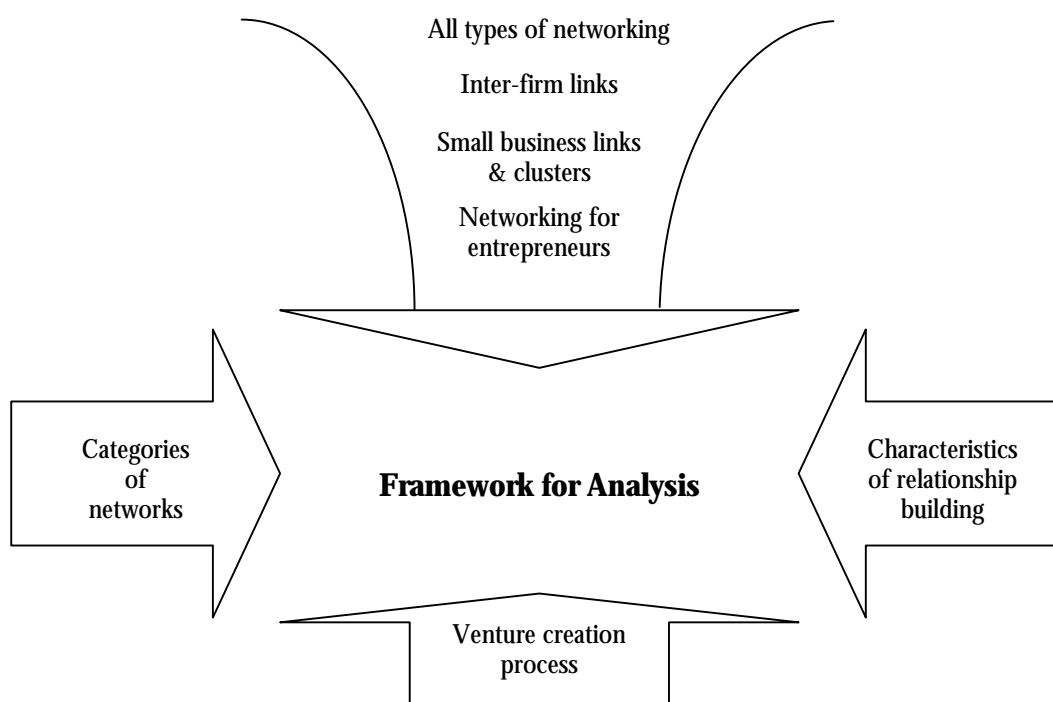 All types of networking
Inter-firm links
Small business links
& clusters
Networking for
entrepreneurs
Categories
of
networks
Framework for Analysis
Characteristics
of relationship
building
Venture creation
process